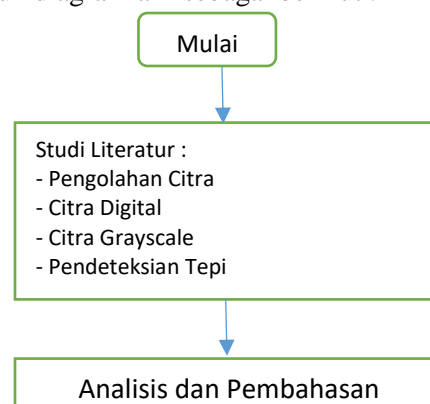 Mulai
Studi Literatur :
- Pengolahan Citra
- Citra Digital
- Citra Grayscale
- Pendeteksian Tepi
Analisis dan Pembahasan